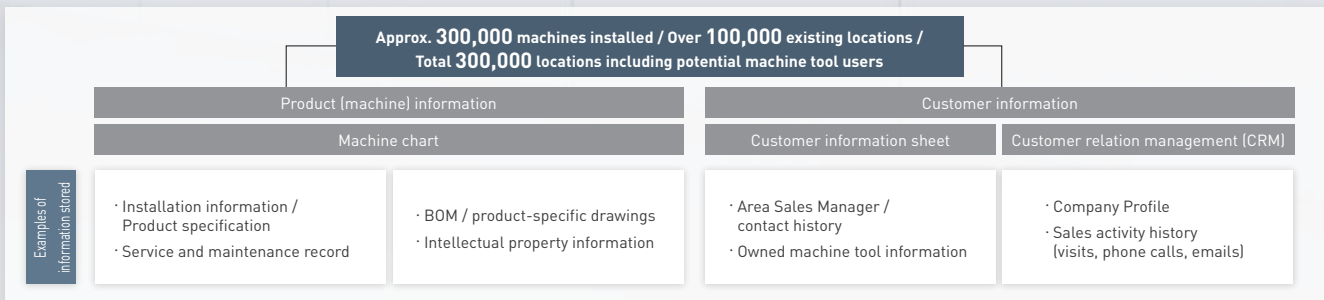 Approx. 300,000 machines installed / Over 100,000 existing locations /
Total 300,000 locations including potential machine tool users
Product (machine) information
Customer information
Machine chart
Customer information sheet
Customer relation management (CRM)
Examples of
information stored
· Installation information /
Product specification
· Service and maintenance record
· BOM / product-specific drawings
· Intellectual property information
· Area Sales Manager /
contact history
· Owned machine tool information
· Company Profile
· Sales activity history
(visits, phone calls, emails)